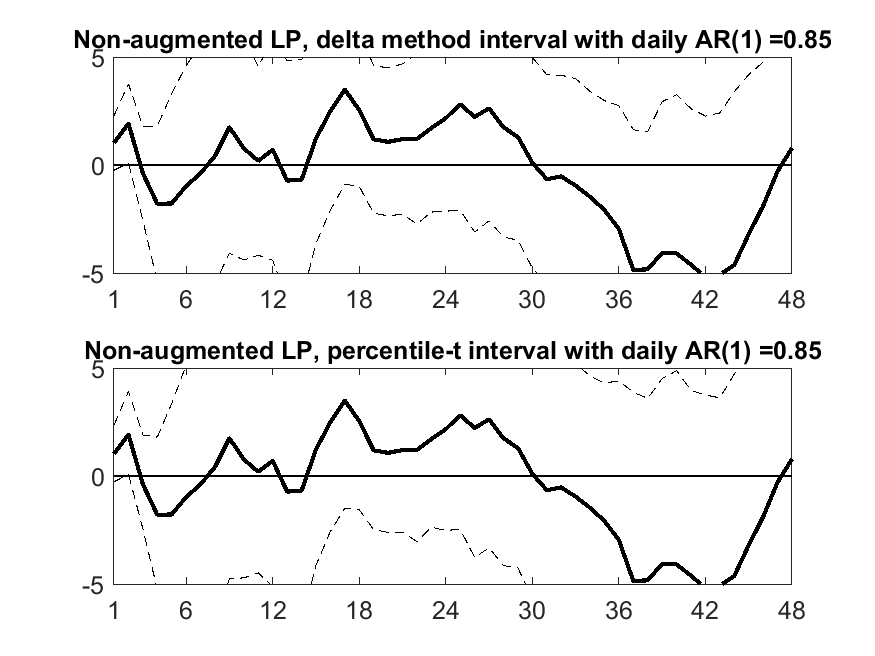 Non-augmented LP, delta method interval with daily AR(1) =0.85
5
0
-5
1 6 12 18 24 30 36 42 48
Non-augmented LP, percentile-t interval with daily AR(1) =0.85
5
0
-5
1 6 12 18 24 30 36 42 48